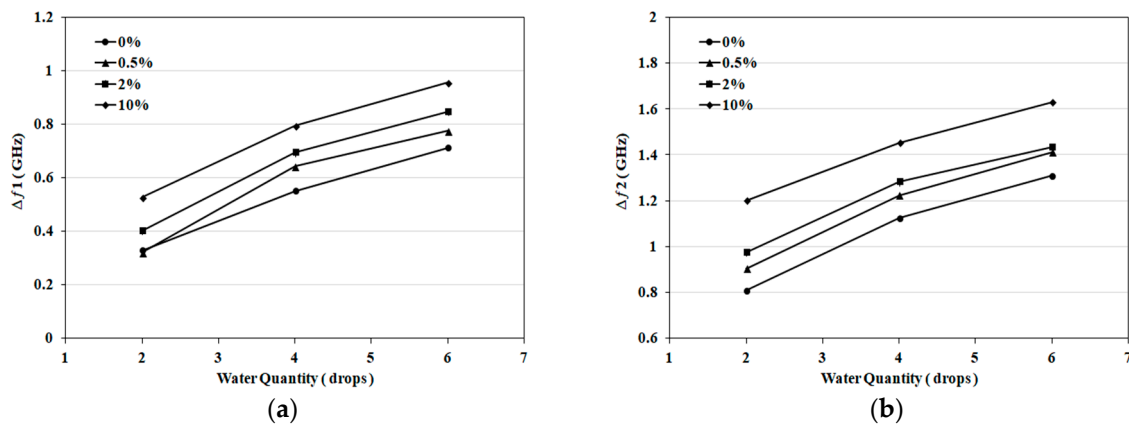 1.2
1
0.8
0.6
0.4
0.2
0
Δ f1 ( GHz)
0%
0.5%
2%
10%
1 2 3 4 5 6 7
Water Quantity ( drops )
(a)
2
1.8
1.6
1.4
1.2
1
0.8
0.6
Δ f2 ( GHz)
0%
0.5%
2%
10%
1 2 3 4 5 6 7
Water Quantity ( drops )
(b)